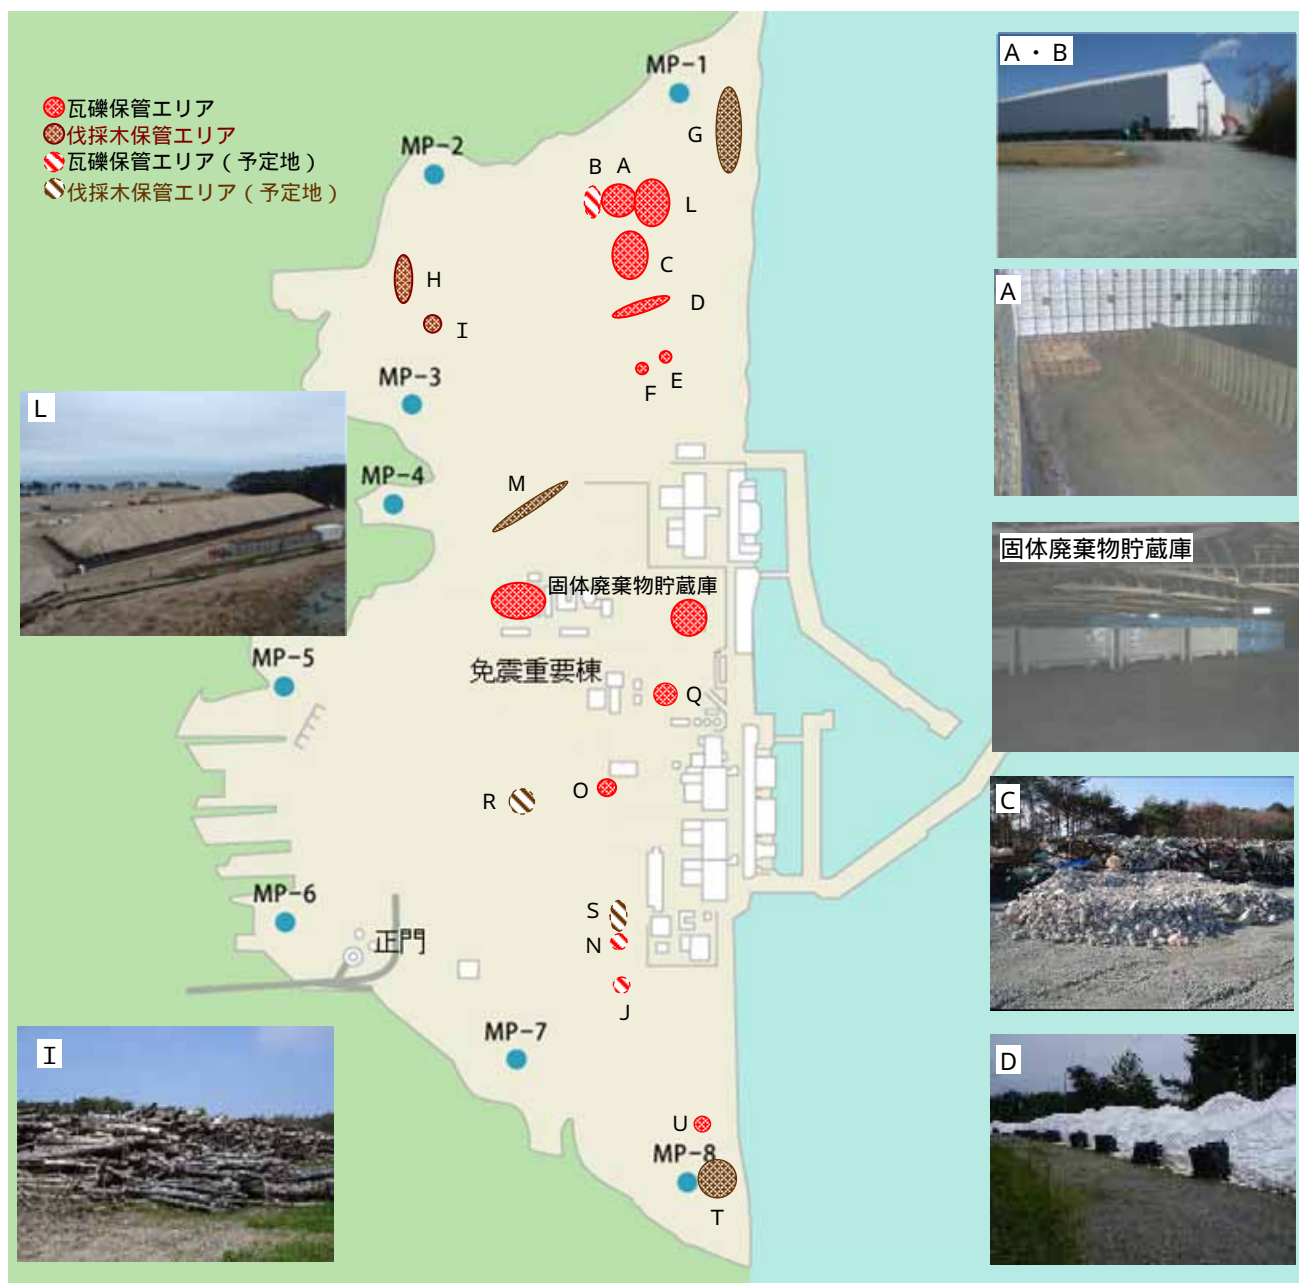 瓦礫保管エリア
伐採木保管エリア
瓦礫保管エリア(予定地)
伐採木保管エリア(予定地)
MP-1
G
MP-2
B
A
L
C
H
D
I
E
F
MP-3
MP-4
M
固体廃棄物貯蔵庫
MP-5
免震重要棟
Q
O
R
MP-6
正門
S
N
J
MP-7
U
MP-8
T
L
I
A・B
A
固体廃棄物貯蔵庫
C
D